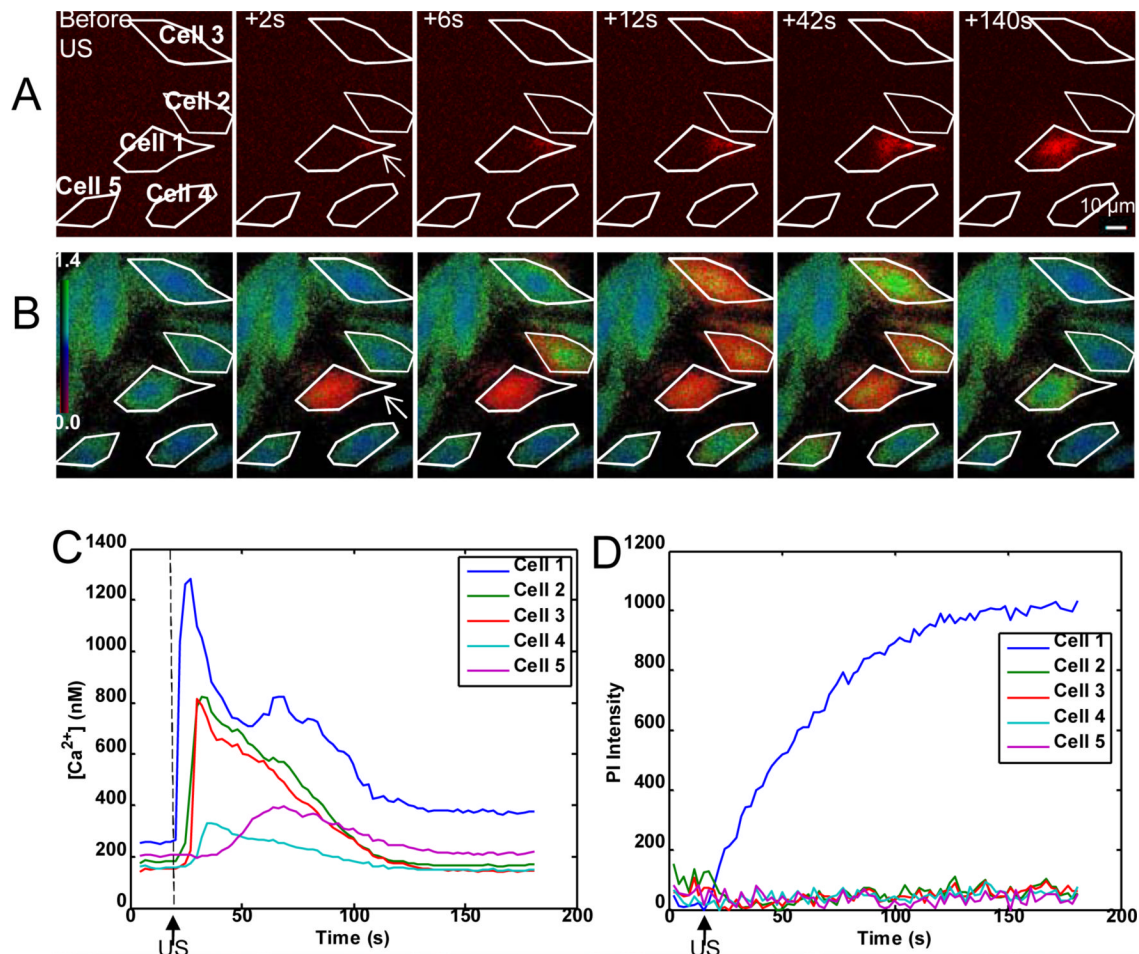 A
Before US
+2s
+6s
+12s
+42s
+140s
Cell 3
Cell 2
Cell 1
Cell 5
Cell 4
10 µm
B
1.4
0.0
C
1400
1200
1000
800
600
400
200
0
[Ca2+] (nM)
Cell 1
Cell 2
Cell 3
Cell 4
Cell 5
0
50
100
150
200
US
Time (s)
D
1200
1000
800
600
400
200
0
PI Intensity
Cell 1
Cell 2
Cell 3
Cell 4
Cell 5
50
100
150
200
US
Time (s)